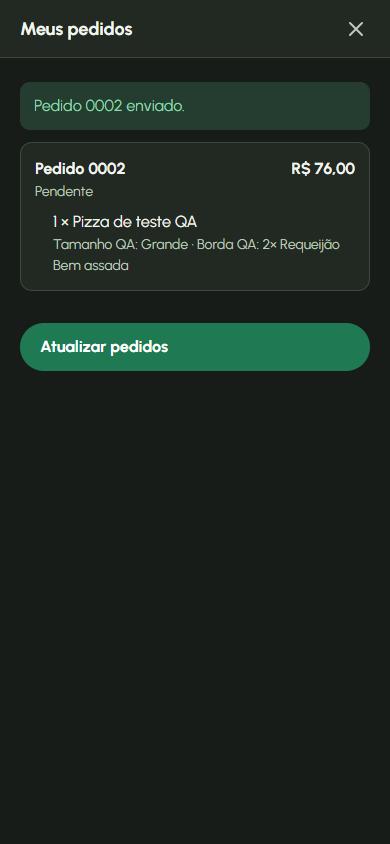 Meus pedidos
Pedido 0002 enviado.
Pedido 0002 R$ 76,00
Pendente
1 × Pizza de teste QA
Tamanho QA: Grande · Borda QA: 2× Requeijão
Bem assada
Atualizar pedidos